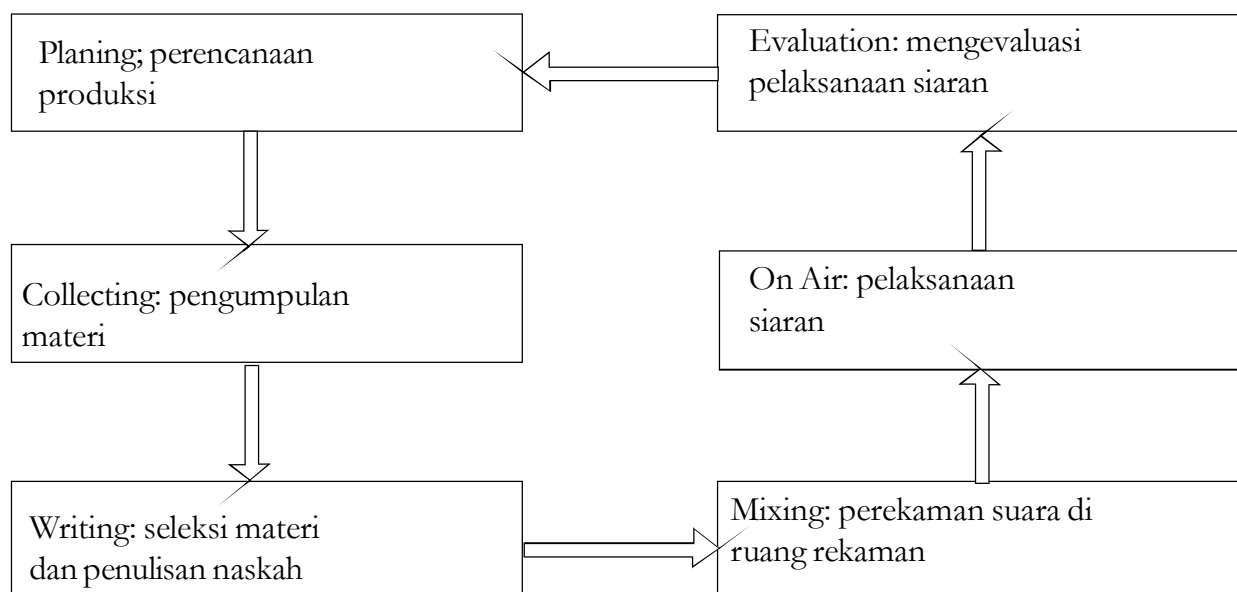 Planing; perencanaan
produksi
Evaluation: mengevaluasi
pelaksanaan siaran
Collecting: pengumpulan
materi
On Air: pelaksanaan
siaran
Writing: seleksi materi
dan penulisan naskah
Mixing: perekaman suara di
ruang rekaman